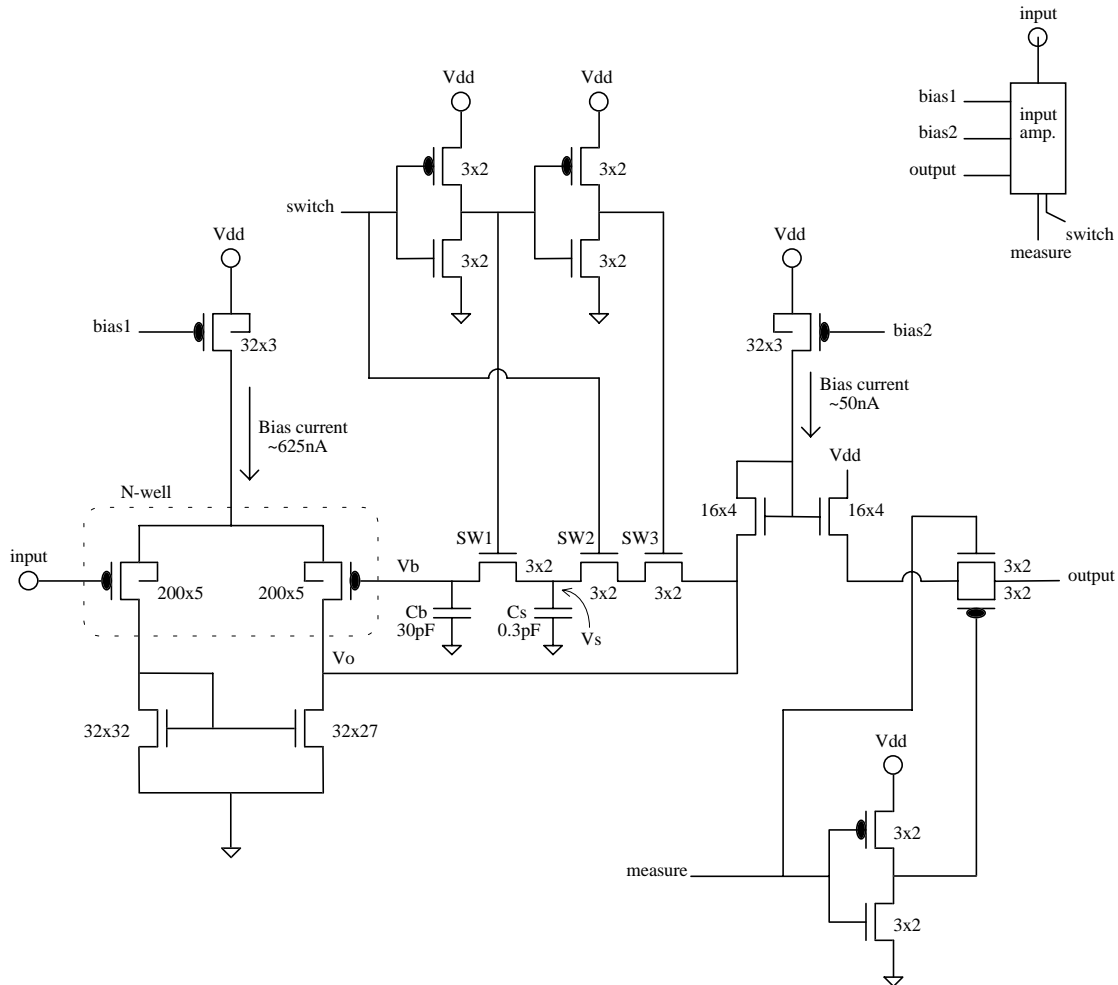 input
Vdd
Vdd
bias1
input
amp.
bias2
output
switch
measure
3x2
3x2
switch
3x2
3x2
Vdd
Vdd
bias1
32x3
32x3
bias2
Bias current
~625nA
Bias current
~50nA
Vdd
N-well
16x4
16x4
input
SW1
SW2
SW3
200x5
200x5
Vb
3x2
3x2
3x2
3x2
3x2
output
Cb
30pF
Cs
0.3pF
Vs
Vo
32x32
32x27
Vdd
3x2
measure
3x2